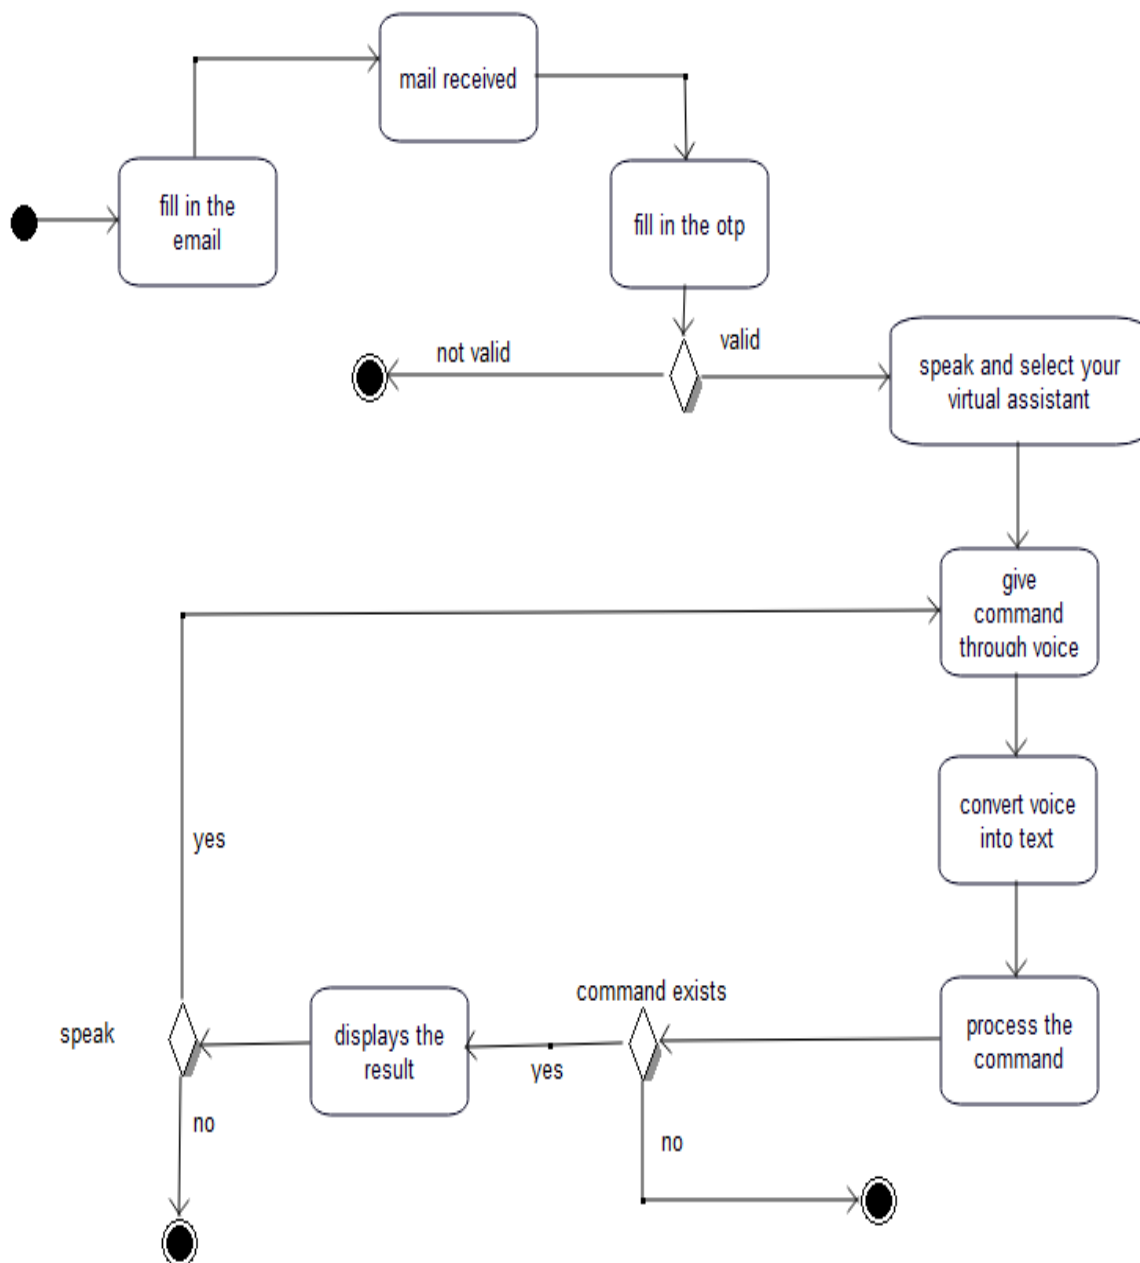 mail received
fill in the
email
fill in the otp
not valid
valid
speak and select your
virtual assistant
give
command
through voice
convert voice
into text
yes
command exists
process the
command
speak
displays the
result
yes
no
no